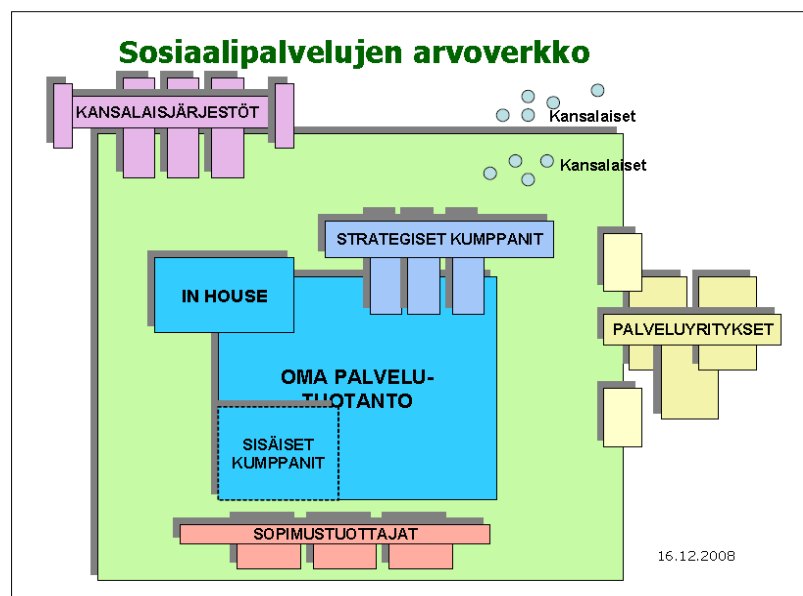 Sosiaalipalvelujen arvoverkko
KANSALAISJÄRJESTÖT
Kansalaiset
Kansalaiset
STRATEGISET KUMPPANIT
IN HOUSE
PALVELUYRITYKSET
OMA PALVELU-
TUOTANTO
SISÄISET
KUMPPANIT
SOPIMUSTUOTTAJAT
16.12.2008